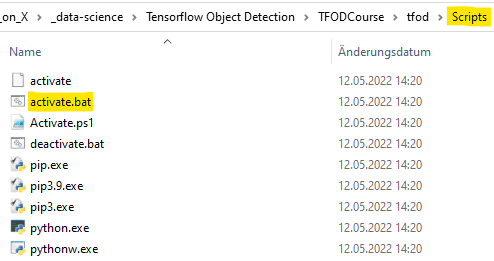 _on_X > _data-science > Tensorflow Object Detection > TFODCourse > tfod > Scripts
Name Änderungsdatum
activate 12.05.2022 14:20
activate.bat 12.05.2022 14:20
Activate.ps1 12.05.2022 14:20
deactivate.bat 12.05.2022 14:20
pip.exe 12.05.2022 14:20
pip3.9.exe 12.05.2022 14:20
pip3.exe 12.05.2022 14:20
python.exe 12.05.2022 14:20
pythonw.exe 12.05.2022 14:20